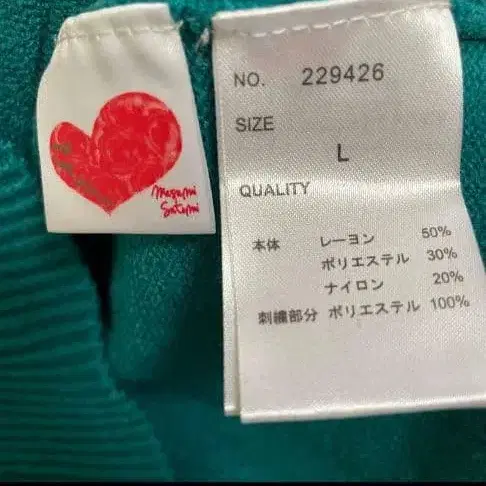 Masami
Satomi
NO. 229426
SIZE
L
QUALITY
本体 レーヨン 50%
ポリエステル 30%
ナイロン 20%
刺繍部分 ポリエステル 100%